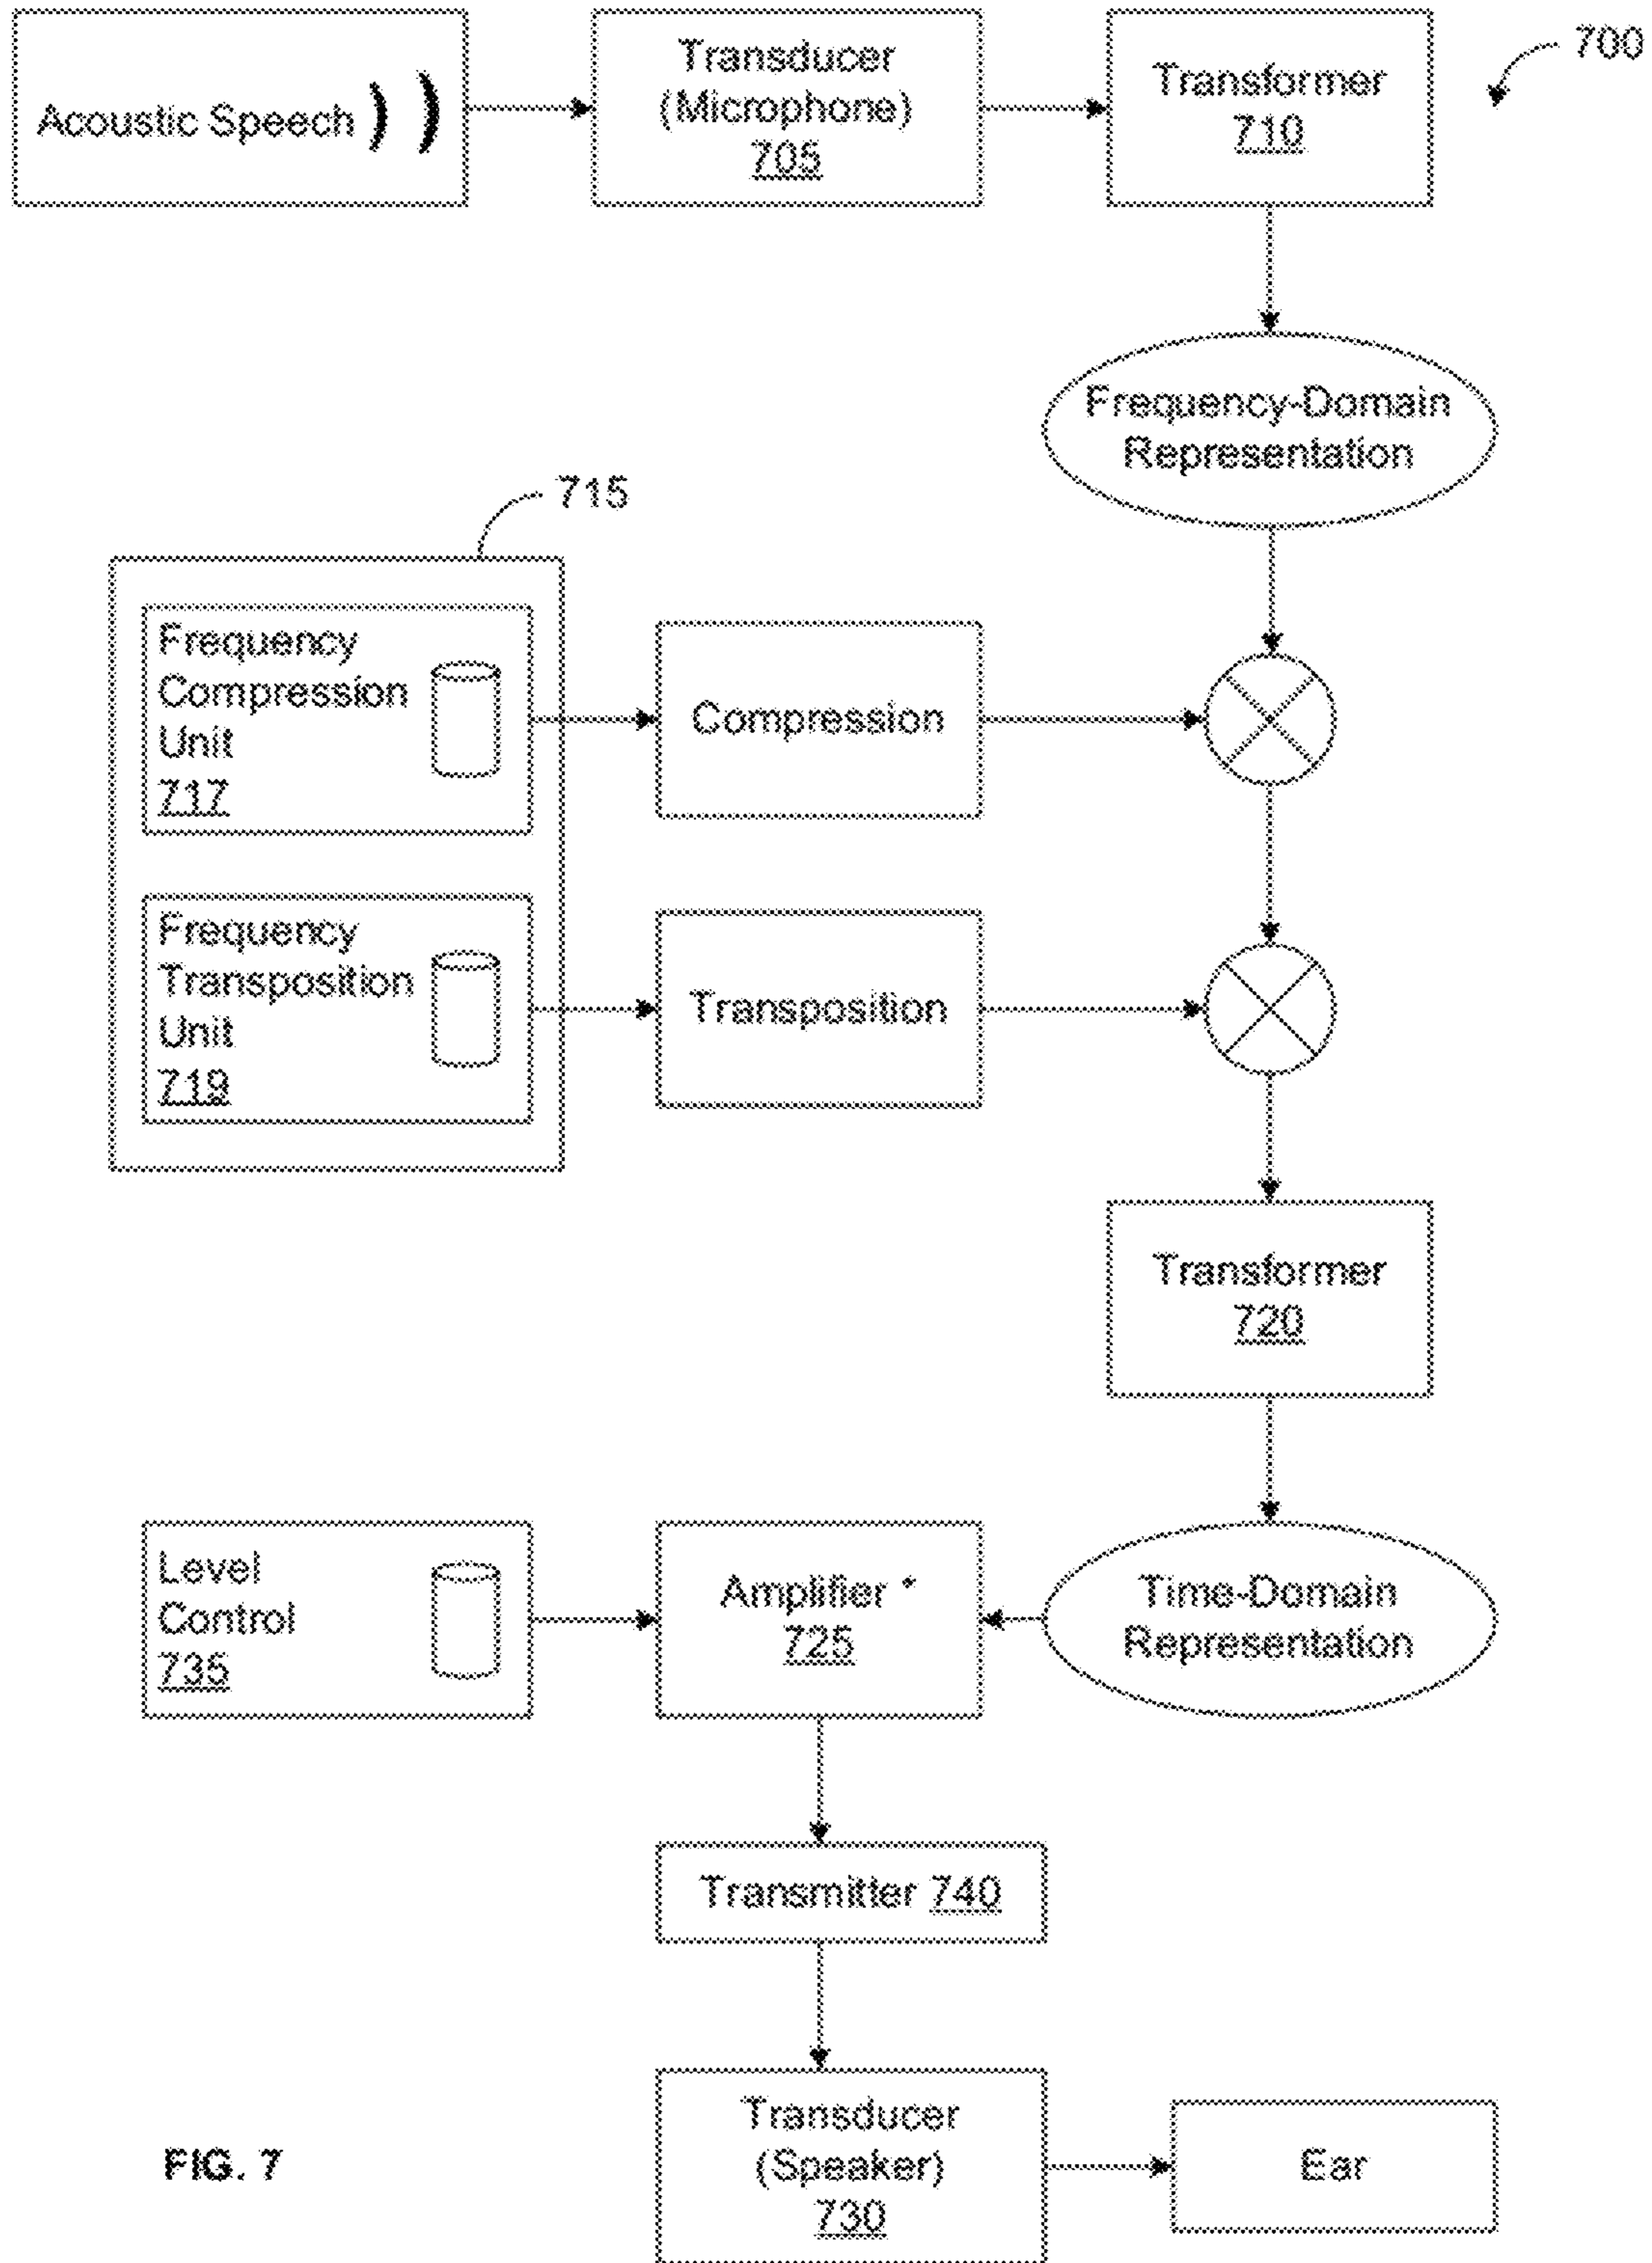 700
Acoustic Speech
Transducer
(Microphone)
705
Transformer
710
Frequency-Domain
Representation
715
Frequency
Compression
Unit
717
Compression
Frequency
Transposition
Unit
719
Transposition
Transformer
720
Level
Control
735
Amplifier *
725
Time-Domain
Representation
Transmitter 740
Transducer
(Speaker)
730
Ear
FIG. 7